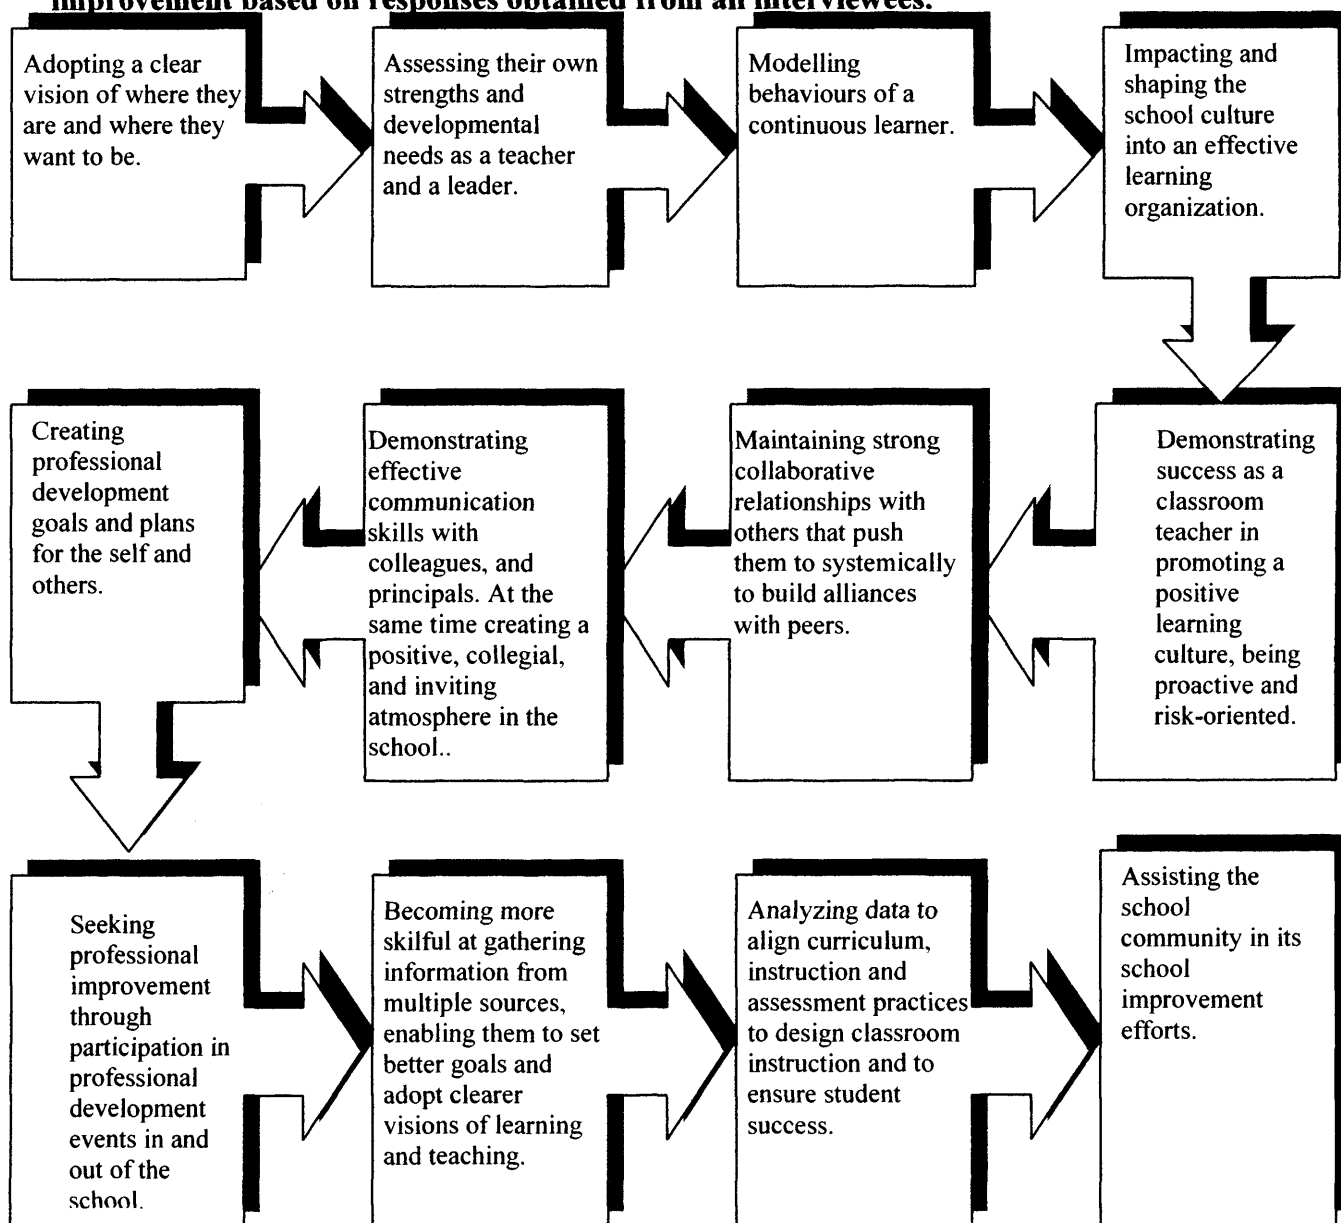 improvement based on responses obtained from all interviewees.
Adopting a clear
vision of where they
are and where they
want to be.
Assessing their own
strengths and
developmental
needs as a teacher
and a leader.
Modelling
behaviours of a
continuous learner.
Impacting and
shaping the
school culture
into an effective
learning
organization.
Demonstrating
success as a
classroom
teacher in
promoting a
positive
learning
culture, being
proactive and
risk-oriented.
Maintaining strong
collaborative
relationships with
others that push
them to systemically
to build alliances
with peers.
Demonstrating
effective
communication
skills with
colleagues, and
principals. At the
same time creating a
positive, collegial,
and inviting
atmosphere in the
school..
Creating
professional
development
goals and plans
for the self and
others.
Seeking
professional
improvement
through
participation in
professional
development
events in and
out of the
school.
Becoming more
skilful at gathering
information from
multiple sources,
enabling them to set
better goals and
adopt clearer
visions of learning
and teaching.
Analyzing data to
align curriculum,
instruction and
assessment practices
to design classroom
instruction and to
ensure student
success.
Assisting the
school
community in its
school
improvement
efforts.